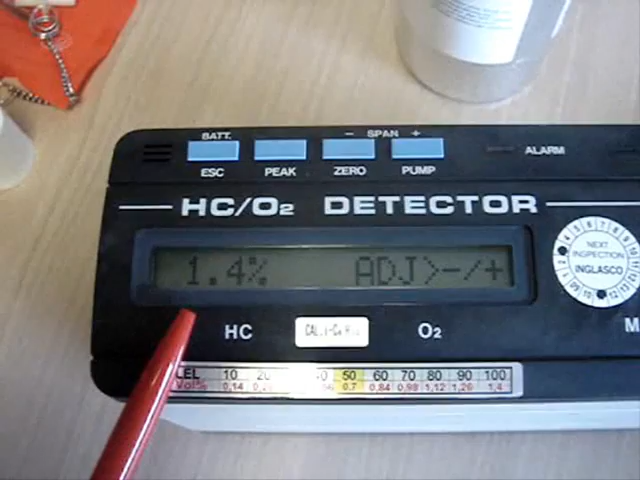 BATT. - SPAN +
ESC PEAK ZERO PUMP ALARM
HC/O2 DETECTOR
1.4% ADJ>-/+
NEXT INSPECTION INGLASCO
HC O2 M
LEL 10 50 60 70 80 90 100
Vol% 0,14 0,7 0,84 0,98 1,12 1,26 1,4